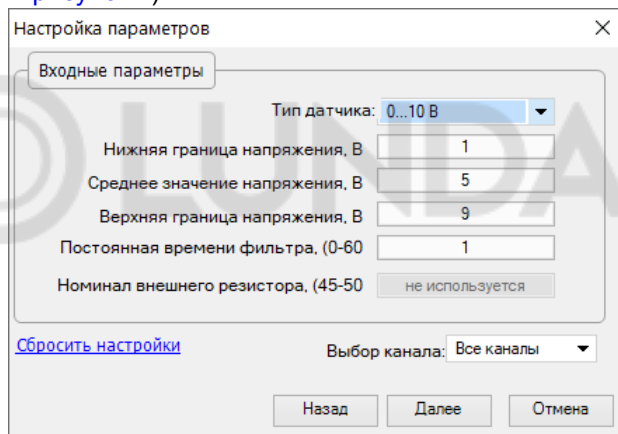 Настройка параметров
Входные параметры
Тип датчика: 0...10 В
Нижняя граница напряжения, В 1
Среднее значение напряжения, В 5
Верхняя граница напряжения, В 9
Постоянная времени фильтра, (0-60 1
Номинал внешнего резистора, (45-50 не используется
Сбросить настройки Выбор канала: Все каналы
Назад Далее Отмена
LUNDA